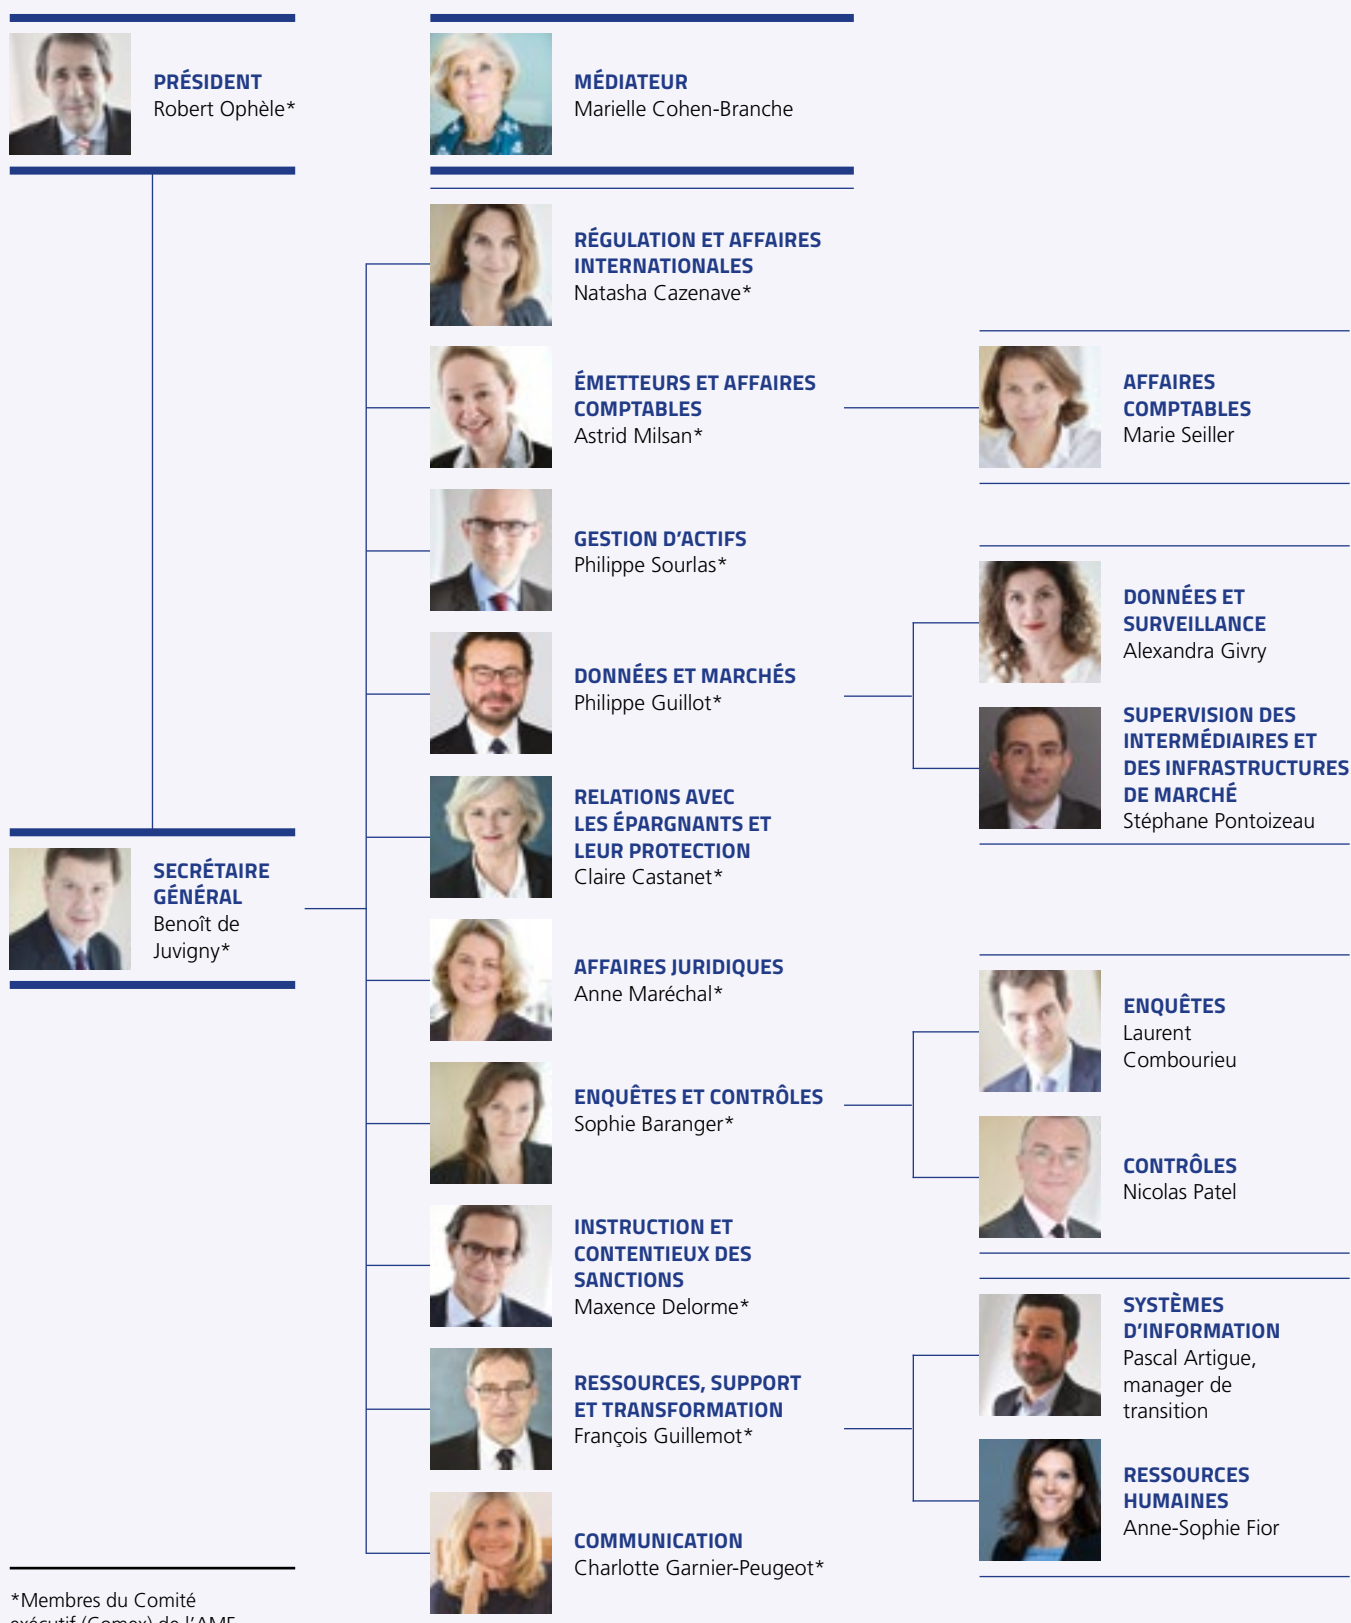 PRÉSIDENT
Robert Ophèle*
MÉDIATEUR
Marielle Cohen-Branche
RÉGULATION ET AFFAIRES
INTERNATIONALES
Natasha Cazenave*
ÉMETTEURS ET AFFAIRES
COMPTABLES
Astrid Milsan*
AFFAIRES
COMPTABLES
Marie Seiller
GESTION D'ACTIFS
Philippe Sourlas*
DONNÉES ET MARCHÉS
Philippe Guillot*
DONNÉES ET
SURVEILLANCE
Alexandra Givry
SUPERVISION DES
INTERMÉDIAIRES ET
DES INFRASTRUCTURES
DE MARCHÉ
Stéphane Pontoizeau
RELATIONS AVEC
LES ÉPARGNANTS ET
LEUR PROTECTION
Claire Castanet*
SECRÉTAIRE
GÉNÉRAL
Benoît de
Juvigny*
AFFAIRES JURIDIQUES
Anne Maréchal*
ENQUÊTES ET CONTRÔLES
Sophie Baranger*
ENQUÊTES
Laurent
Combourieu
CONTRÔLES
Nicolas Patel
INSTRUCTION ET
CONTENTIEUX DES
SANCTIONS
Maxence Delorme*
RESSOURCES, SUPPORT
ET TRANSFORMATION
François Guillemot*
SYSTÈMES
D'INFORMATION
Pascal Artigue,
manager de
transition
RESSOURCES
HUMAINES
Anne-Sophie Fior
COMMUNICATION
Charlotte Garnier-Peugeot*
*Membres du Comité
exécutif (Comex) de l'AMF